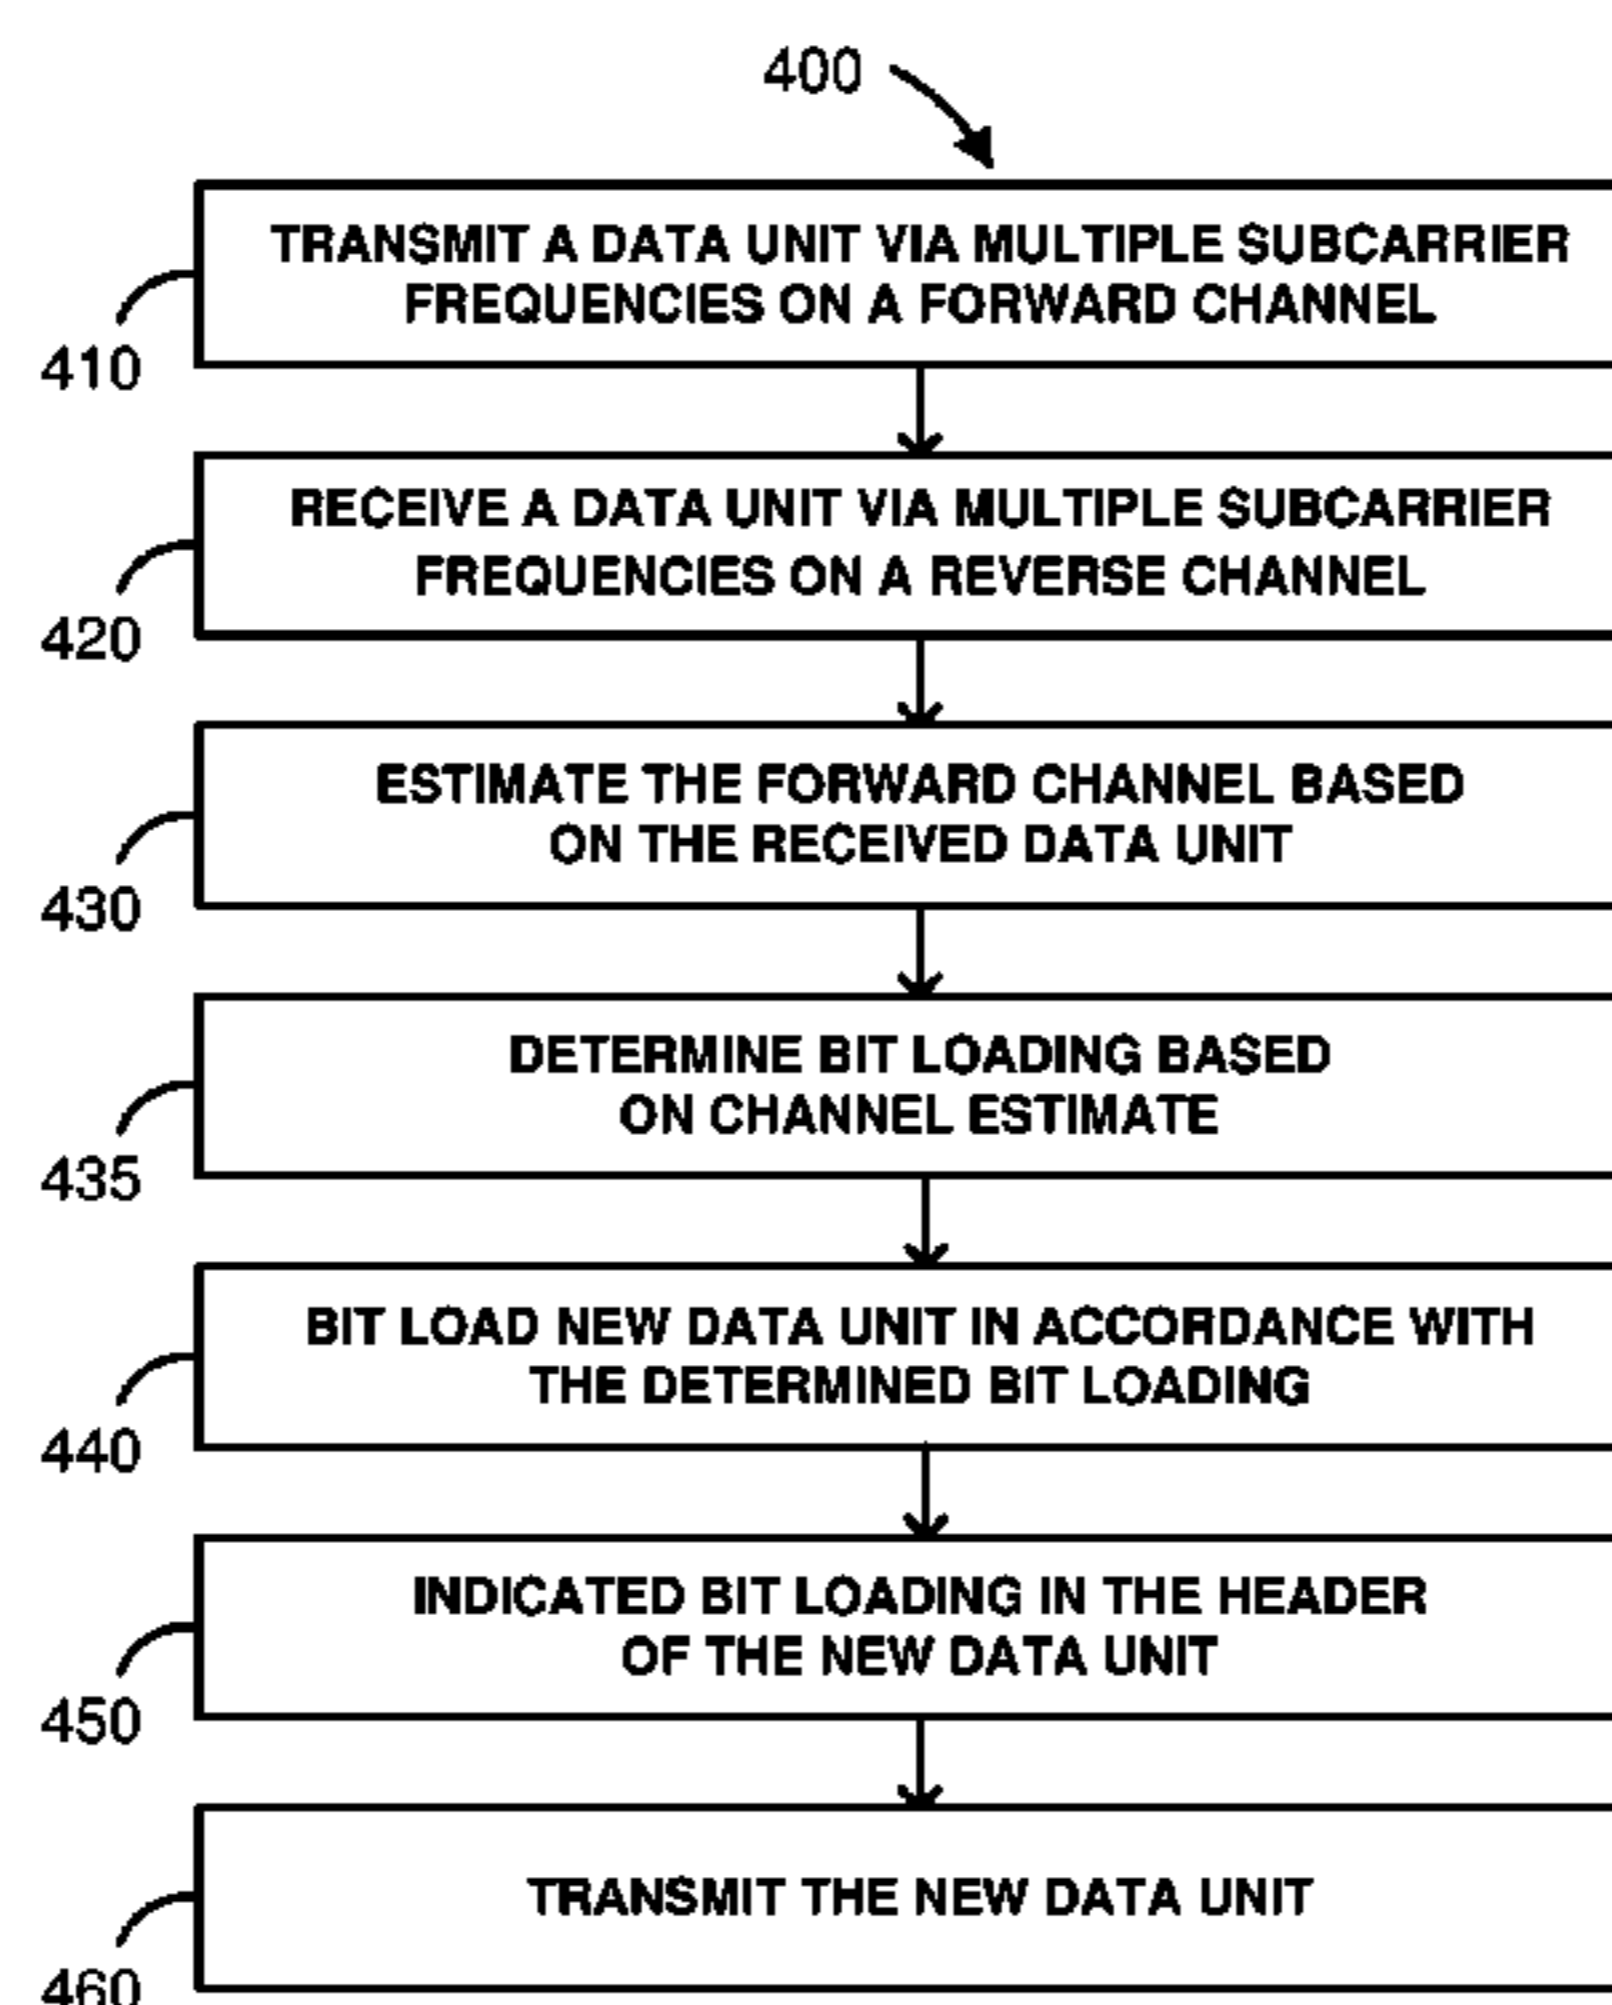 400
TRANSMIT A DATA UNIT VIA MULTIPLE SUBCARRIER
FREQUENCIES ON A FORWARD CHANNEL
410
RECEIVE A DATA UNIT VIA MULTIPLE SUBCARRIER
FREQUENCIES ON A REVERSE CHANNEL
420
ESTIMATE THE FORWARD CHANNEL BASED
ON THE RECEIVED DATA UNIT
430
DETERMINE BIT LOADING BASED
ON CHANNEL ESTIMATE
435
BIT LOAD NEW DATA UNIT IN ACCORDANCE WITH
THE DETERMINED BIT LOADING
440
INDICATED BIT LOADING IN THE HEADER
OF THE NEW DATA UNIT
450
TRANSMIT THE NEW DATA UNIT
460